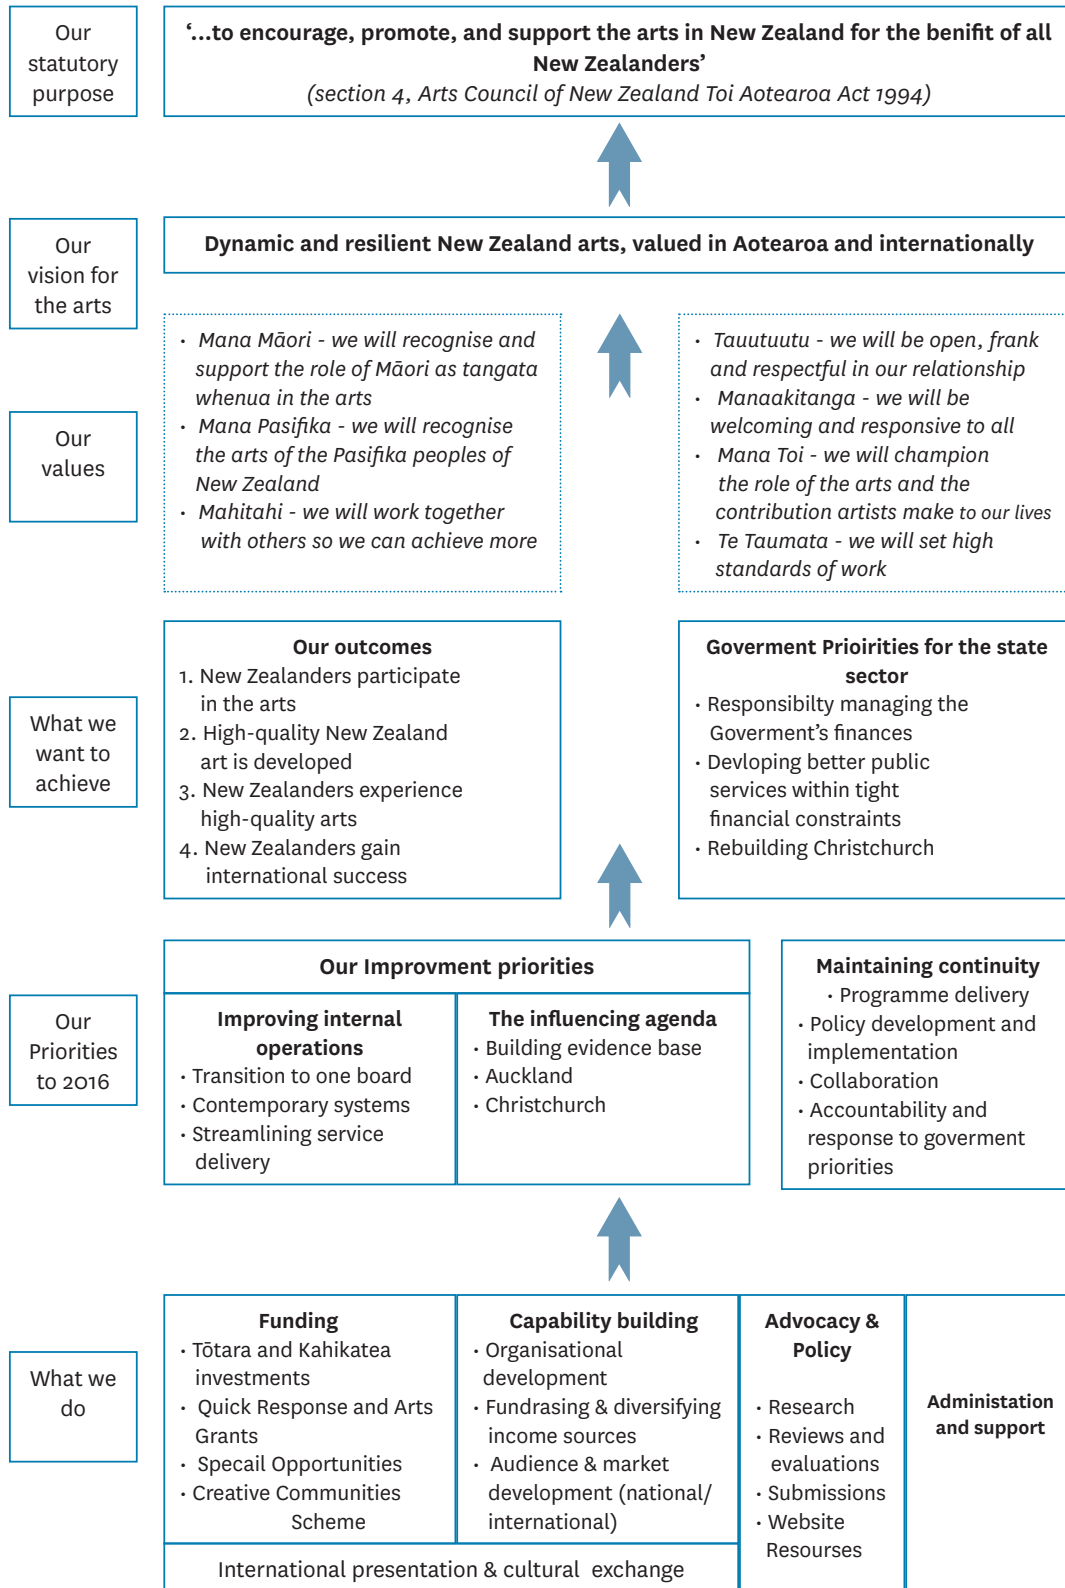 Our
statutory
purpose
‘...to encourage, promote, and support the arts in New Zealand for the benifit of all
New Zealanders’
(section 4, Arts Council of New Zealand Toi Aotearoa Act 1994)
Our
vision for
the arts
Dynamic and resilient New Zealand arts, valued in Aotearoa and internationally
Our
values
• Mana Māori - we will recognise and
support the role of Māori as tangata
whenua in the arts
• Mana Pasifika - we will recognise
the arts of the Pasifika peoples of
New Zealand
• Mahitahi - we will work together
with others so we can achieve more
• Tautuutu - we will be open, frank
and respectful in our relationship
• Manaakitanga - we will be
welcoming and responsive to all
• Mana Toi - we will champion
the role of the arts and the
contribution artists make to our lives
• Te Taumata - we will set high
standards of work
What we
want to
achieve
Our outcomes
1. New Zealanders participate
in the arts
2. High-quality New Zealand
art is developed
3. New Zealanders experience
high-quality arts
4. New Zealanders gain
international success
Goverment Prioirities for the state
sector
• Responsibilty managing the
Goverment’s finances
• Devloping better public
services within tight
financial constraints
• Rebuilding Christchurch
Our
Priorities
to 2016
Our Improvment priorities
Improving internal
operations
• Transition to one board
• Contemporary systems
• Streamlining service
delivery
The influencing agenda
• Building evidence base
• Auckland
• Christchurch
Maintaining continuity
• Programme delivery
• Policy development and
implementation
• Collaboration
• Accountability and
response to goverment
priorities
What we
do
Funding
• Tōtara and Kahikatea
investments
• Quick Response and Arts
Grants
• Specail Opportunities
• Creative Communities
Scheme
Capability building
• Organisational
development
• Fundrasing & diversifying
income sources
• Audience & market
development (national/
international)
International presentation & cultural exchange
Advocacy &
Policy
• Research
• Reviews and
evaluations
• Submissions
• Website
Resourses
Administation
and support